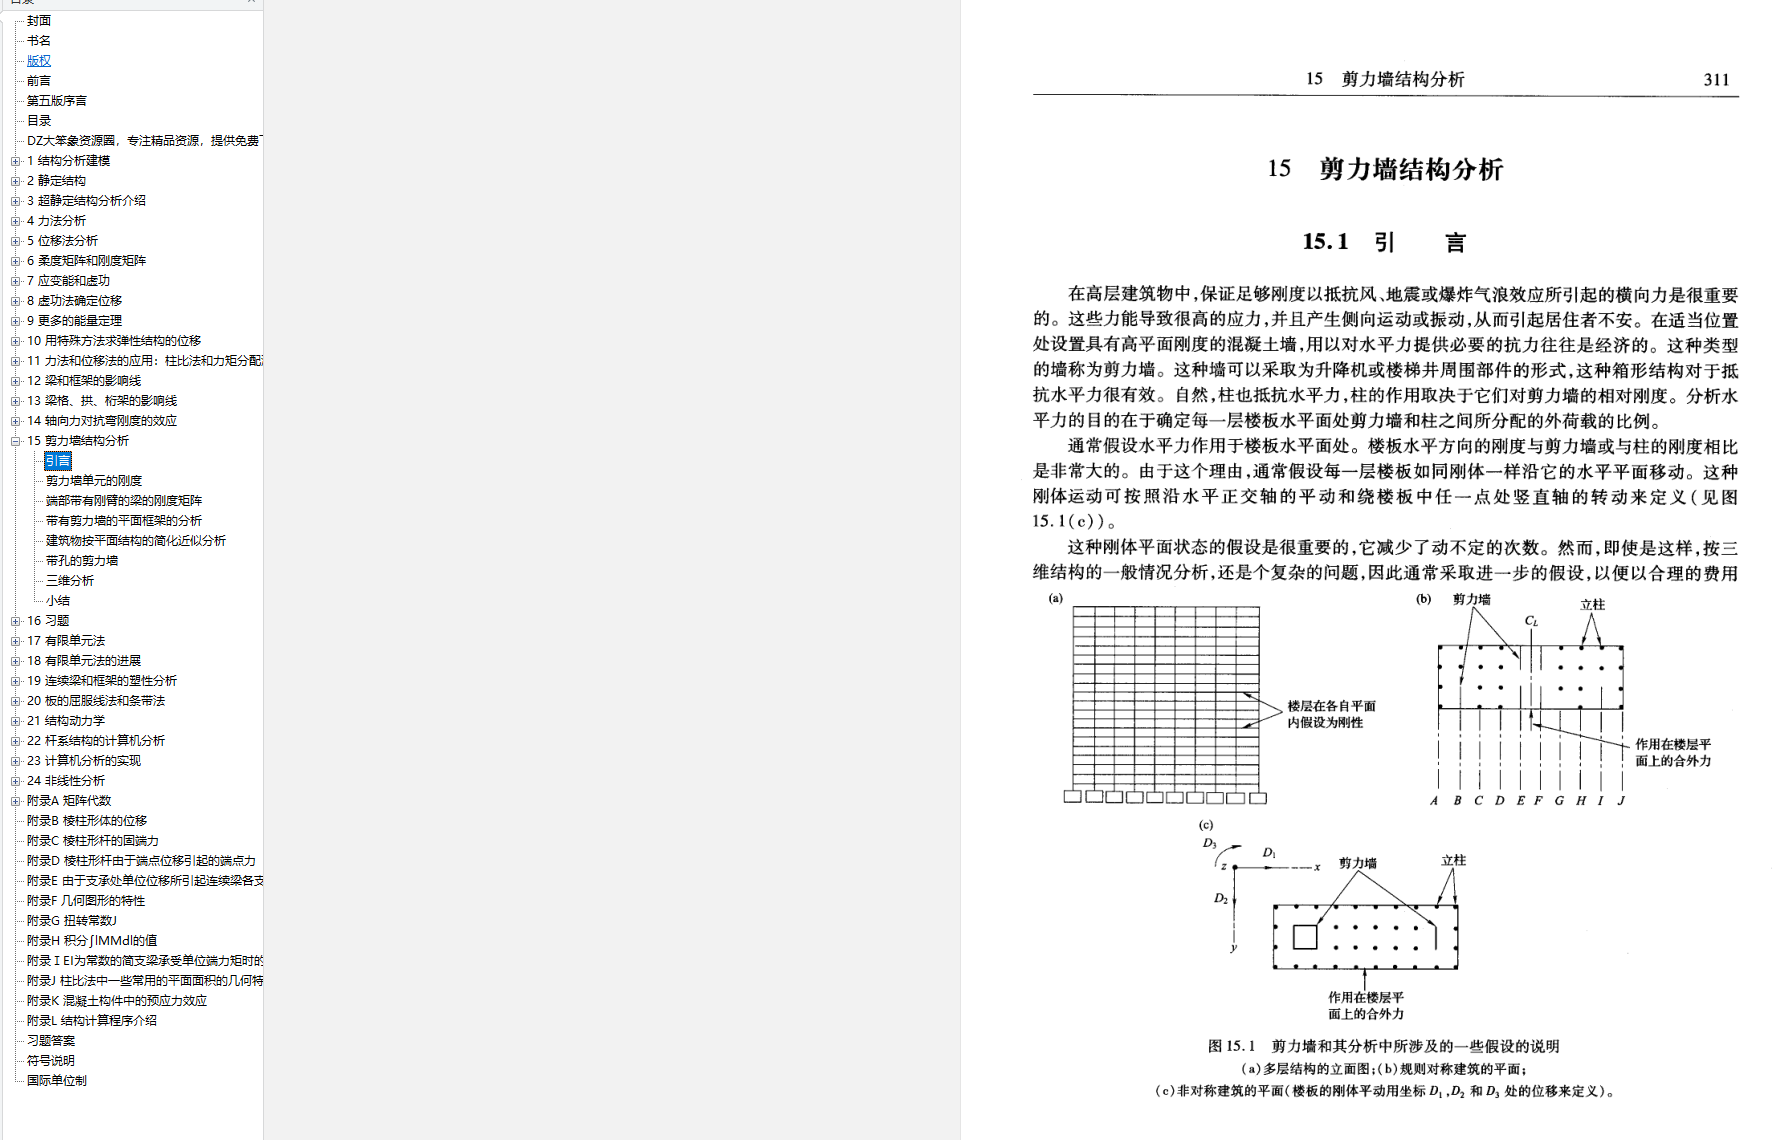 封面
书名
版权
前言
第五版序言
目录
DZ大笨象资源圈，专注精品资源，提供免费
1 结构分析建模
2 静定结构
3 超静定结构分析介绍
4 力法分析
5 位移法分析
6 柔度矩阵和刚度矩阵
7 应变能和虚功
8 虚功法确定位移
9 更多的能量定理
10 用特殊方法求弹性结构的位移
11 力法和位移法的应用：柱比法和力矩分配
12 梁和框架的影响线
13 梁格、拱、桁架的影响线
14 轴向力对抗弯刚度的效应
15 剪力墙结构分析
引言
剪力墙单元的刚度
端部带有刚臂的梁的刚度矩阵
带有剪力墙的平面框架的分析
建筑物按平面结构的简化近似分析
带孔的剪力墙
三维分析
小结
16 习题
17 有限单元法
18 有限单元法的进展
19 连续梁和框架的塑性分析
20 板的屈服线法和条带法
21 结构动力学
22 杆系结构的计算机分析
23 计算机分析的实现
24 非线性分析
附录A 矩阵代数
附录B 棱柱形体的位移
附录C 棱柱形杆的固端力
附录D 棱柱形杆由于端点位移引起的端点力
附录E 由于支承处单位位移所引起连续梁各支
附录F 几何图形的特性
附录G 扭转常数J
附录H 积分∫lMMdl的值
附录 I EI为常数的简支梁承受单位端力矩时的
附录J 柱比法中一些常用的平面面积的几何特
附录K 混凝土构件中的预应力效应
附录L 结构计算程序介绍
习题答案
符号说明
国际单位制
15 剪力墙结构分析 311
15 剪力墙结构分析
15.1 引 言
在高层建筑物中,保证足够刚度以抵抗风、地震或爆炸气浪效应所引起的横向力是很重要
的。这些力能导致很高的应力,并且产生侧向运动或振动,从而引起居住者不安。在适当位置
处设置具有高平面刚度的混凝土墙,用以对水平力提供必要的抗力往往是经济的。这种类型
的墙称为剪力墙。这种墙可以采取为升降机或楼梯井周围部件的形式,这种箱形结构对于抵
抗水平力很有效。自然,柱也抵抗水平力,柱的作用取决于它们对剪力墙的相对刚度。分析水
平力的目的在于确定每一层楼板水平面处剪力墙和柱之间所分配的外荷载的比例。
通常假设水平力作用于楼板水平面处。楼板水平方向的刚度与剪力墙或与柱的刚度相比
是非常大的。由于这个理由,通常假设每一层楼板如同刚体一样沿它的水平平面移动。这种
刚体运动可按照沿水平正交轴的平动和绕楼板中任一点处竖直轴的转动来定义(见图
15.1(c))。
这种刚体平面状态的假设是很重要的,它减少了动不定的次数。然而,即使是这样,按三
维结构的一般情况分析,还是个复杂的问题,因此通常采取进一步的假设,以便以合理的费用
(a)
楼层在各自平面
内假设为刚性
(b)
剪力墙
立柱
C_L
作用在楼层平
面上的合外力
A B C D E F G H I J
(c)
D3
D1
z
x
D2
y
剪力墙
立柱
作用在楼层平
面上的合外力
图 15.1 剪力墙和其分析中所涉及的一些假设的说明
(a)多层结构的立面图;(b)规则对称建筑的平面;
(c)非对称建筑的平面(楼板的刚体平动用坐标 D1,D2 和 D3 处的位移来定义)。